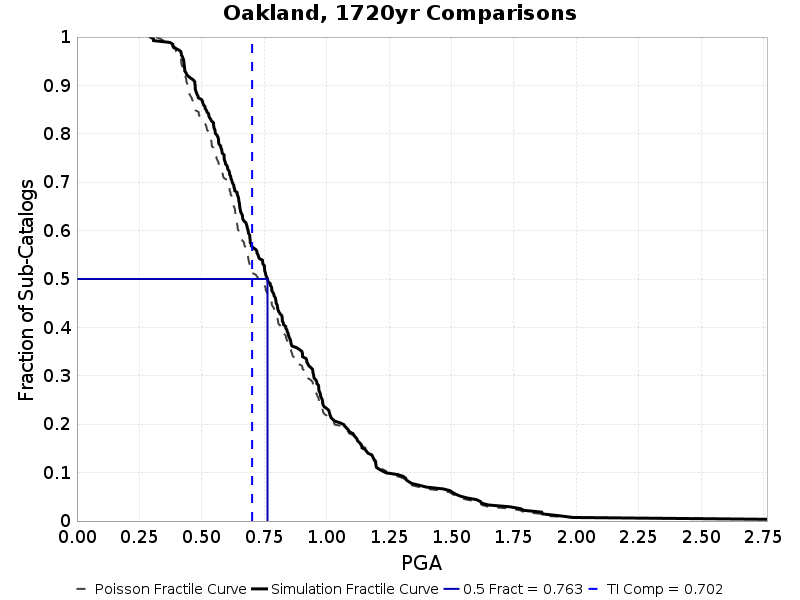 Oakland, 1720yr Comparisons
1
0.9
0.8
0.7
0.6
0.5
0.4
0.3
0.2
0.1
0
Fraction of Sub-Catalogs
0.00 0.25 0.50 0.75 1.00 1.25 1.50 1.75 2.00 2.25 2.50 2.75
PGA
Poisson Fractile Curve Simulation Fractile Curve 0.5 Fract = 0.763 TI Comp = 0.702